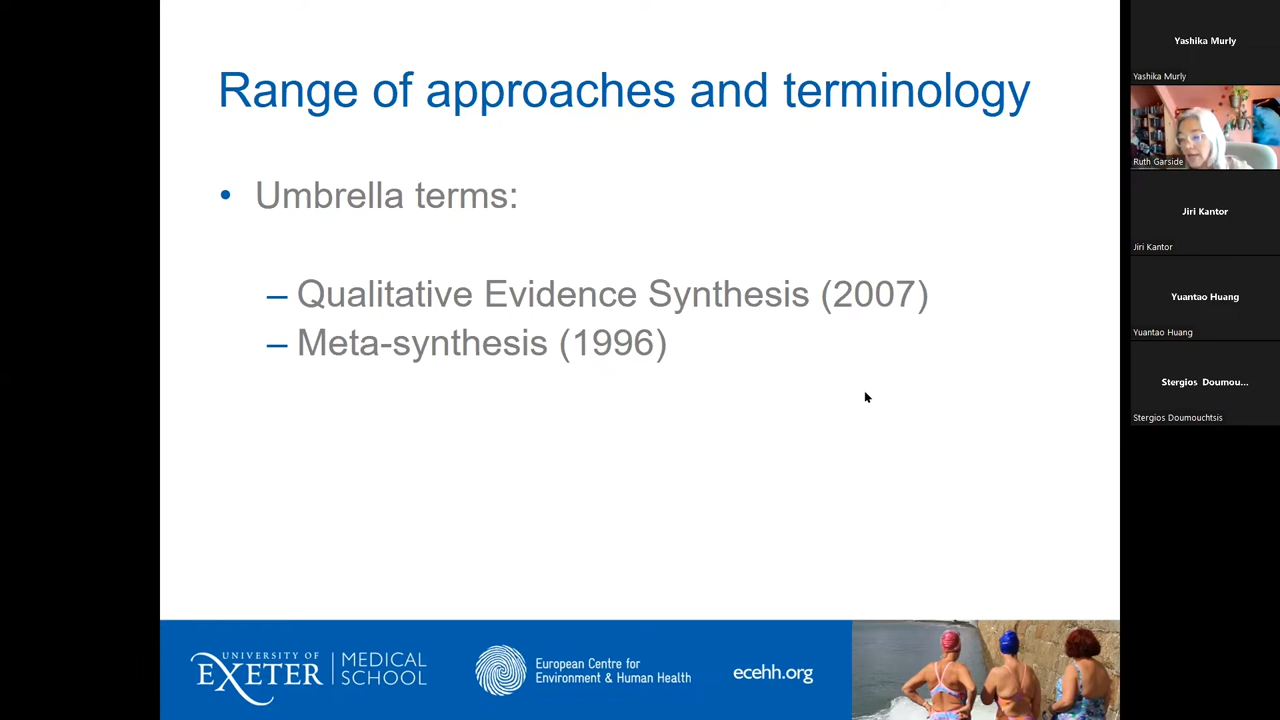 Range of approaches and terminology
• Umbrella terms:
– Qualitative Evidence Synthesis (2007)
– Meta-synthesis (1996)
UNIVERSITY OF
EXETER
MEDICAL
SCHOOL
European Centre for
Environment & Human Health
ecehh.org
Yashika Murly
Yashika Murly
Ruth Garside
Jiri Kantor
Jiri Kantor
Yuantao Huang
Yuantao Huang
Stergios Doumou...
Stergios Doumouchtsis